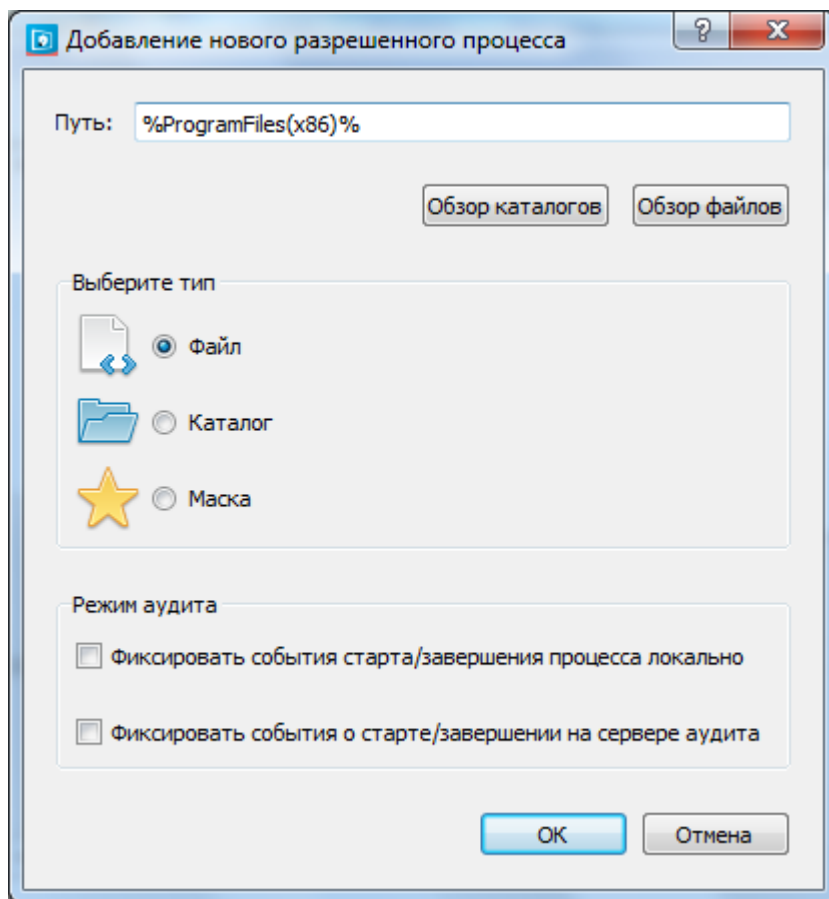 Добавление нового разрешенного процесса
Путь: %ProgramFiles(x86)%
Обзор каталогов Обзор файлов
Выберите тип
Файл
Каталог
Маска
Режим аудита
Фиксировать события старта/завершения процесса локально
Фиксировать события о старте/завершении на сервере аудита
OK Отмена